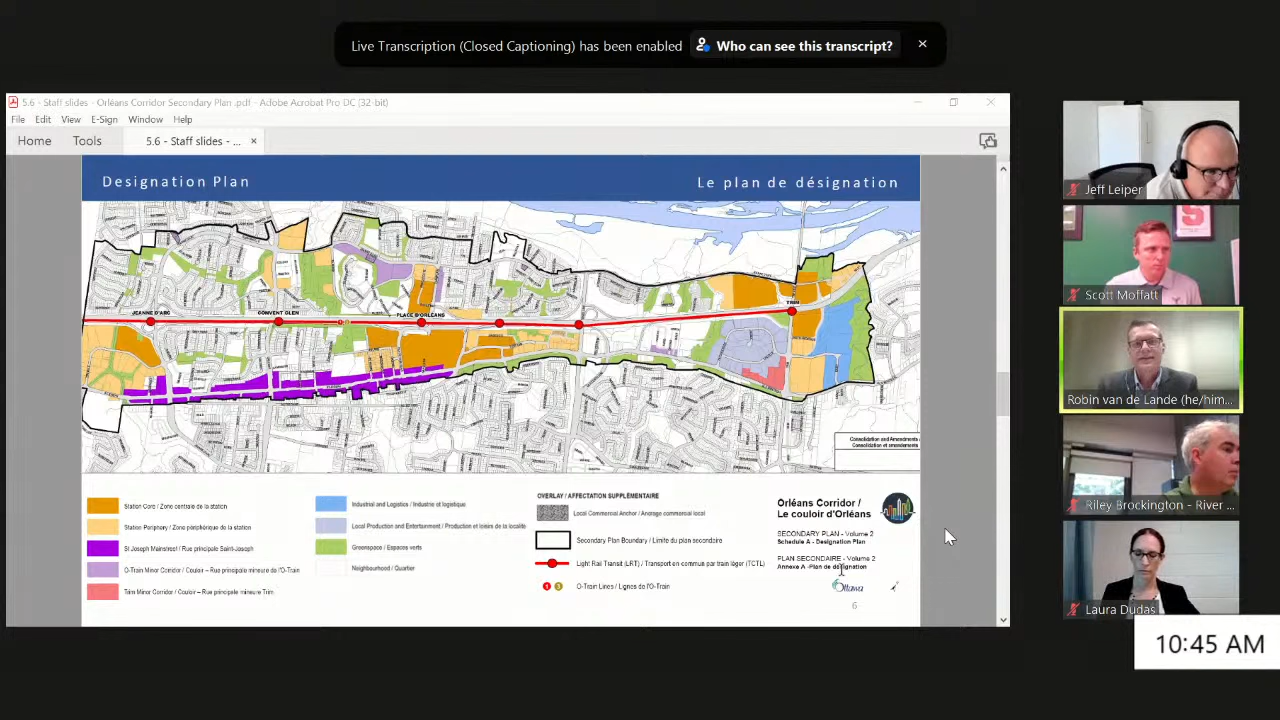 Live Transcription (Closed Captioning) has been enabled
Who can see this transcript?
5.6 - Staff slides - Orléans Corridor Secondary Plan .pdf - Adobe Acrobat Pro DC (32-bit)
File Edit View E-Sign Window Help
Home Tools 5.6 - Staff slides - ...
Designation Plan
Le plan de désignation
JEANNE D'ARC
CONVENT GLEN
PLACE D'ORLÉANS
TRIM
Consolidation and Amendments /
Consolidation et amendements
Station Core / Zone centrale de la station
Station Periphery / Zone périphérique de la station
St Joseph Mainstreet / Rue principale Saint-Joseph
O-Train Minor Corridor / Couloir – Rue principale mineure de l'O-Train
Trim Minor Corridor / Couloir – Rue principale mineure Trim
Industrial and Logistics / Industrie et logistique
Local Production and Entertainment / Production et loisirs de la localité
Greenspace / Espaces verts
Neighbourhood / Quartier
OVERLAY / AFFECTATION SUPPLÉMENTAIRE
Local Commercial Anchor / Ancrage commercial local
Secondary Plan Boundary / Limite du plan secondaire
Light Rail Transit (LRT) / Transport en commun par train léger (TCTL)
O-Train Lines / Lignes de l'O-Train
Orléans Corridor /
Le couloir d'Orléans
SECONDARY PLAN - Volume 2
Schedule A - Designation Plan
PLAN SECONDAIRE - Volume 2
Annexe A -Plan de désignation
Ottawa
6
Jeff Leiper
Scott Moffatt
Robin van de Lande (he/him...
Riley Brockington - River ...
Laura Dudas
10:45 AM